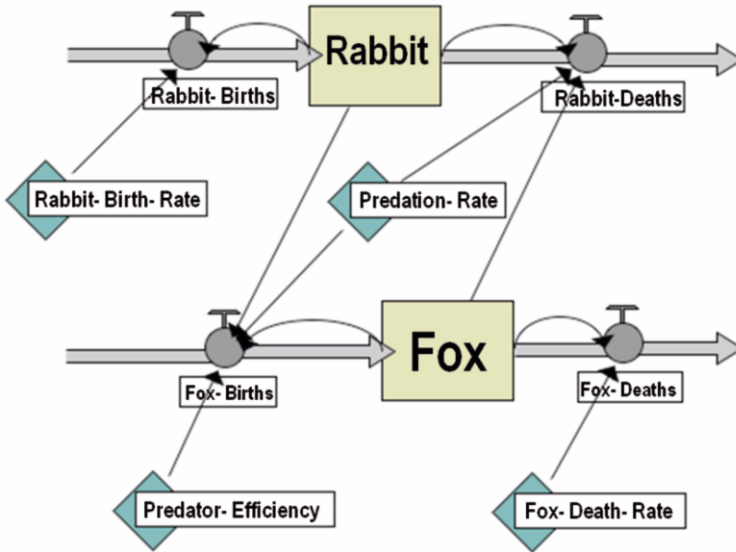 Rabbit
Rabbit- Births
Rabbit-Deaths
Rabbit- Birth- Rate
Predation- Rate
Fox
Fox- Births
Fox- Deaths
Predator- Efficiency
Fox- Death- Rate